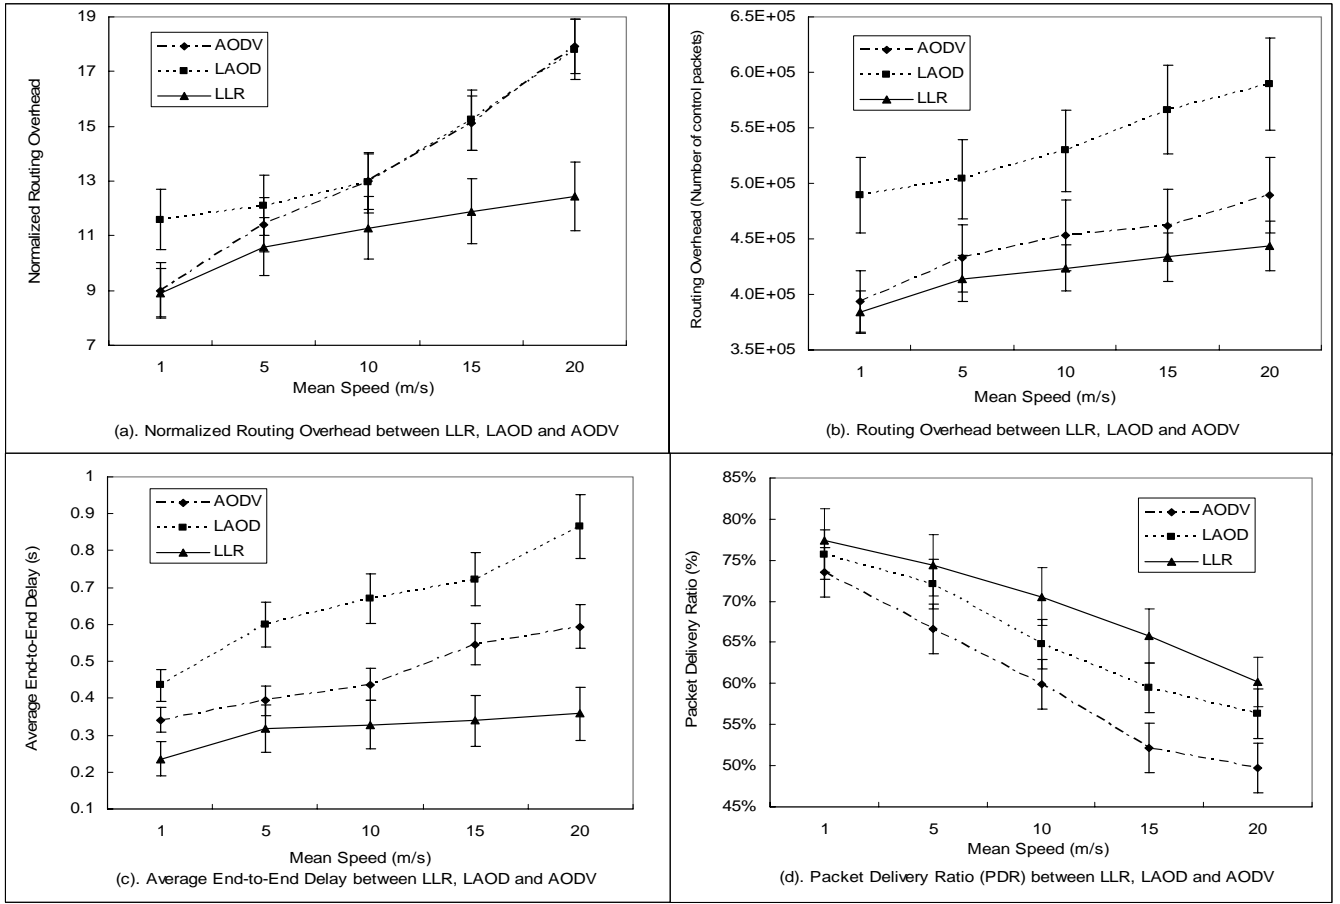 19
17
15
13
11
9
7
Normalized Routing Overhead
AODV
LAOD
LLR
1 5 10 15 20
Mean Speed (m/s)
(a). Normalized Routing Overhead between LLR, LAOD and AODV
6.5E+05
6.0E+05
5.5E+05
5.0E+05
4.5E+05
4.0E+05
3.5E+05
Routing Overhead (Number of control packets)
AODV
LAOD
LLR
1 5 10 15 20
Mean Speed (m/s)
(b). Routing Overhead between LLR, LAOD and AODV
1
0.9
0.8
0.7
0.6
0.5
0.4
0.3
0.2
0.1
Average End-to-End Delay (s)
AODV
LAOD
LLR
1 5 10 15 20
Mean Speed (m/s)
(c). Average End-to-End Delay between LLR, LAOD and AODV
85%
80%
75%
70%
65%
60%
55%
50%
45%
Packet Delivery Ratio (%)
AODV
LAOD
LLR
1 5 10 15 20
Mean Speed (m/s)
(d). Packet Delivery Ratio (PDR) between LLR, LAOD and AODV